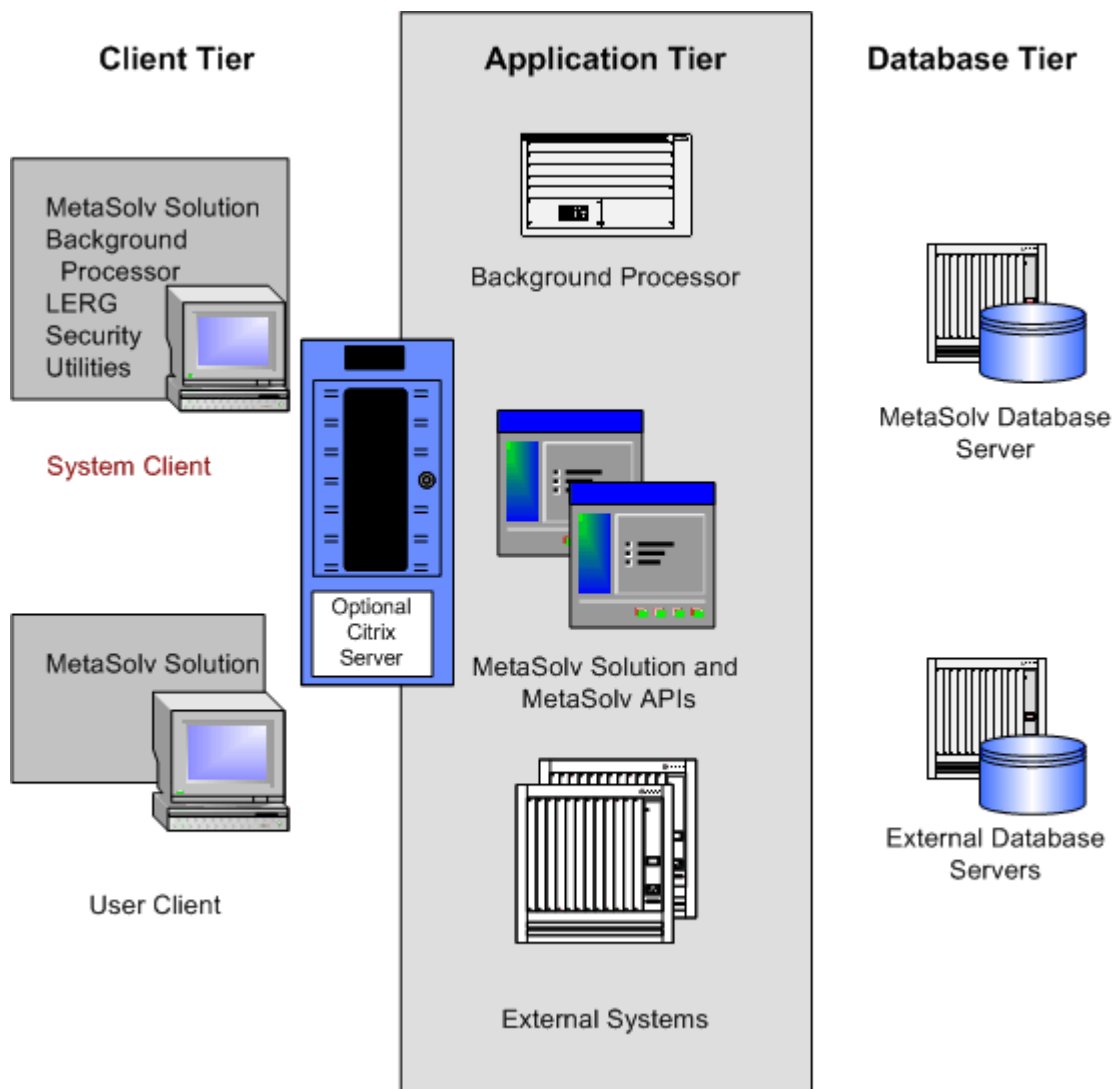 Client Tier
Application Tier
Database Tier
MetaSolv Solution
Background
Processor
LERG
Security
Utilities
System Client
Background Processor
MetaSolv Database
Server
Optional
Citrix
Server
MetaSolv Solution
MetaSolv Solution and
MetaSolv APIs
User Client
External Database
Servers
External Systems